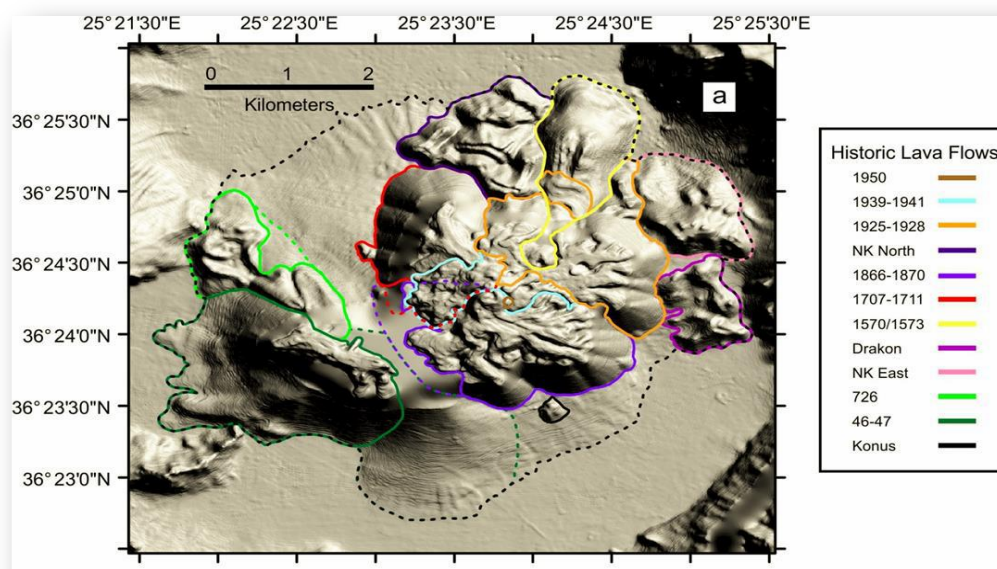 25°21'30"E 25°22'30"E 25°23'30"E 25°24'30"E 25°25'30"E
0 1 2
Kilometers
a
36°25'30"N
36°25'0"N
36°24'30"N
36°24'0"N
36°23'30"N
36°23'0"N
Historic Lava Flows
1950
1939-1941
1925-1928
NK North
1866-1870
1707-1711
1570/1573
Drakon
NK East
726
46-47
Konus